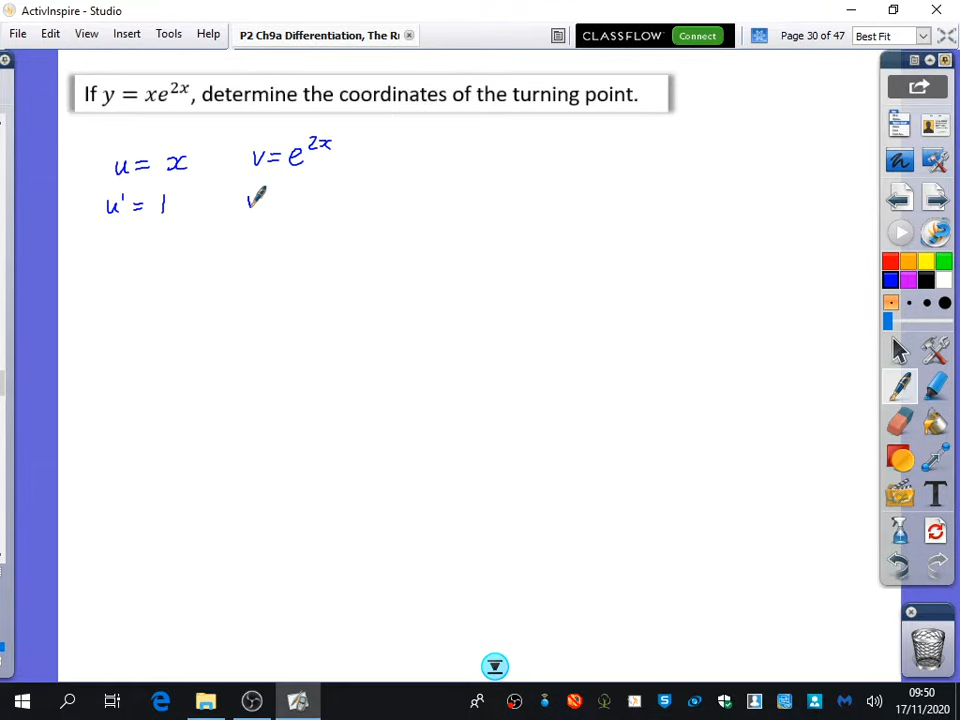 ActivInspire - Studio
File Edit View Insert Tools Help
P2 Ch9a Differentiation, The Ru
CLASSFLOW Connect
Page 30 of 47
Best Fit
If y = xe^{2x}, determine the coordinates of the turning point.
u = x v = e^{2x}
u' = 1 v
T
09:50
17/11/2020